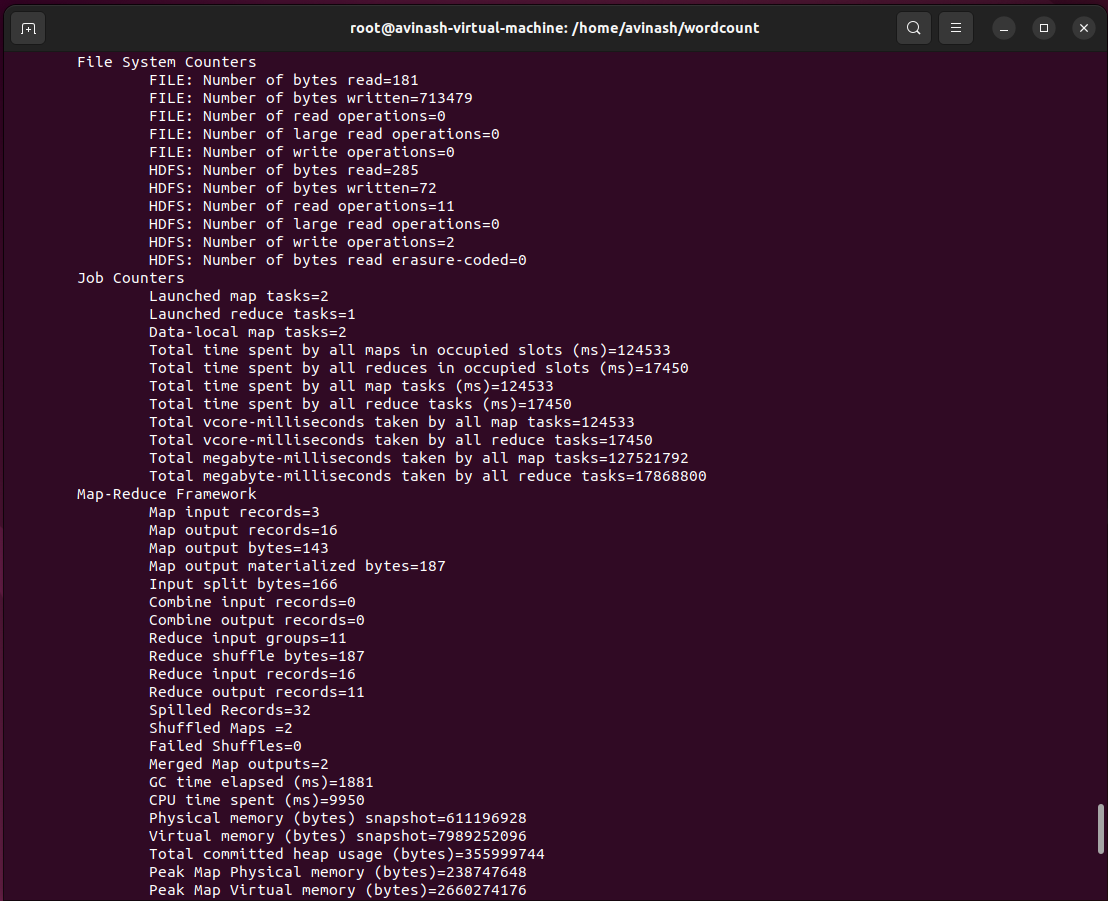 root@avinash-virtual-machine: /home/avinash/wordcount
File System Counters
FILE: Number of bytes read=181
FILE: Number of bytes written=713479
FILE: Number of read operations=0
FILE: Number of large read operations=0
FILE: Number of write operations=0
HDFS: Number of bytes read=285
HDFS: Number of bytes written=72
HDFS: Number of read operations=11
HDFS: Number of large read operations=0
HDFS: Number of write operations=2
HDFS: Number of bytes read erasure-coded=0
Job Counters
Launched map tasks=2
Launched reduce tasks=1
Data-local map tasks=2
Total time spent by all maps in occupied slots (ms)=124533
Total time spent by all reduces in occupied slots (ms)=17450
Total time spent by all map tasks (ms)=124533
Total time spent by all reduce tasks (ms)=17450
Total vcore-milliseconds taken by all map tasks=124533
Total vcore-milliseconds taken by all reduce tasks=17450
Total megabyte-milliseconds taken by all map tasks=127521792
Total megabyte-milliseconds taken by all reduce tasks=17868800
Map-Reduce Framework
Map input records=3
Map output records=16
Map output bytes=143
Map output materialized bytes=187
Input split bytes=166
Combine input records=0
Combine output records=0
Reduce input groups=11
Reduce shuffle bytes=187
Reduce input records=16
Reduce output records=11
Spilled Records=32
Shuffled Maps =2
Failed Shuffles=0
Merged Map outputs=2
GC time elapsed (ms)=1881
CPU time spent (ms)=9950
Physical memory (bytes) snapshot=611196928
Virtual memory (bytes) snapshot=7989252096
Total committed heap usage (bytes)=355999744
Peak Map Physical memory (bytes)=238747648
Peak Map Virtual memory (bytes)=2660274176